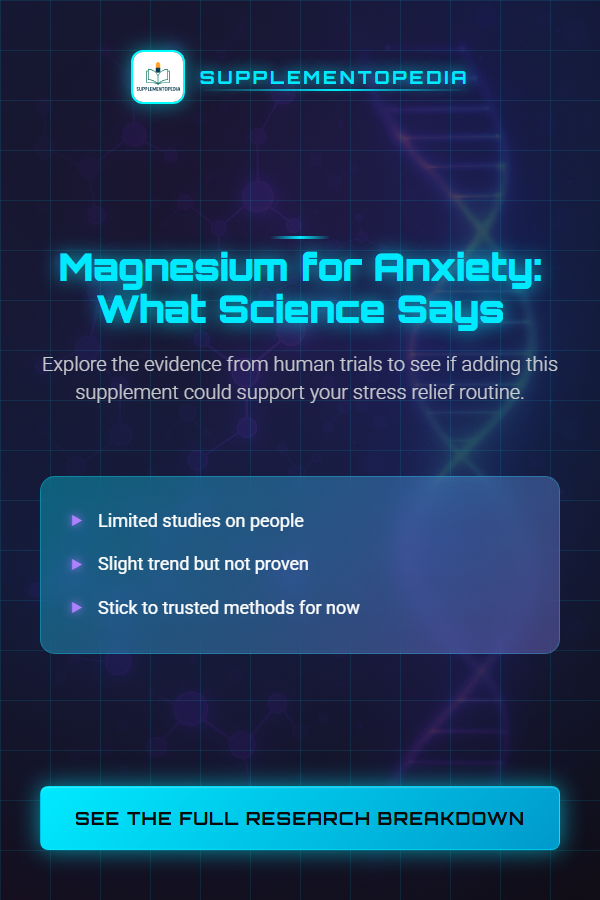 SUPPLEMENTOPEDIA
SUPPLEMENTOPEDIA
Magnesium for Anxiety:
What Science Says
Explore the evidence from human trials to see if adding this
supplement could support your stress relief routine.
Limited studies on people
Slight trend but not proven
Stick to trusted methods for now
SEE THE FULL RESEARCH BREAKDOWN